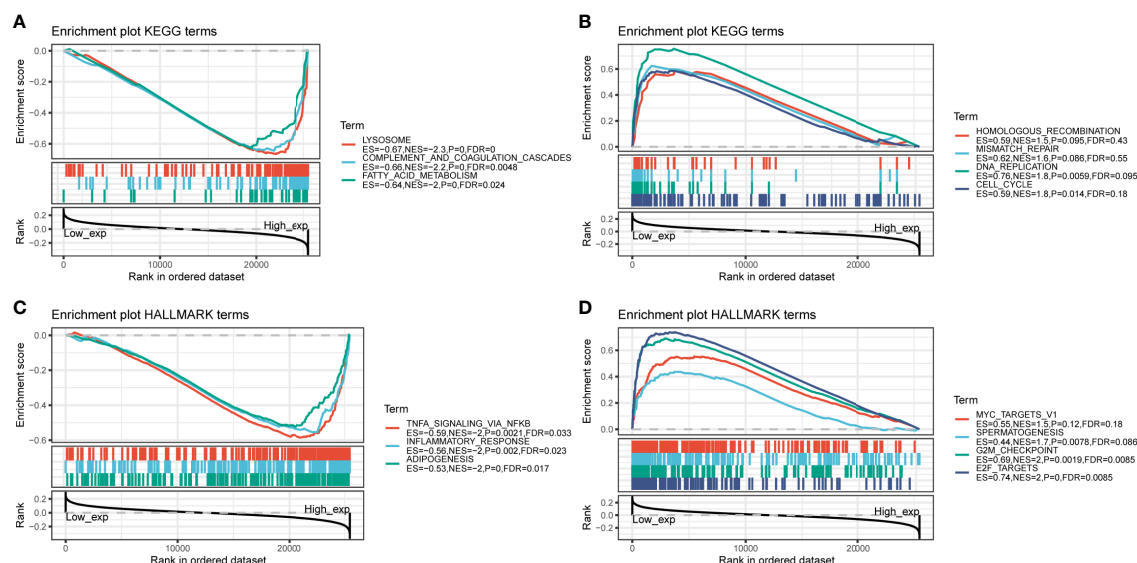 A
Enrichment plot KEGG terms
Enrichment score
0.0
−0.2
−0.4
−0.6
Rank
0.2
0.0
−0.2
Low_exp
High_exp
0
10000
20000
Rank in ordered dataset
Term
LYSOSOME
ES=−0.67,NES=−2.3,P=0,FDR=0
COMPLEMENT_AND_COAGULATION_CASCADES
ES=−0.66,NES=−2.2,P=0,FDR=0.0048
FATTY_ACID_METABOLISM
ES=−0.64,NES=−2,P=0,FDR=0.024
B
Enrichment plot KEGG terms
Enrichment score
0.6
0.4
0.2
0.0
Rank
0.2
0.0
−0.2
Low_exp
High_exp
0
10000
20000
Rank in ordered dataset
Term
HOMOLOGOUS_RECOMBINATION
ES=0.59,NES=1.5,P=0.095,FDR=0.43
MISMATCH_REPAIR
ES=0.62,NES=1.6,P=0.086,FDR=0.55
DNA_REPLICATION
ES=0.76,NES=1.8,P=0.0059,FDR=0.095
CELL_CYCLE
ES=0.59,NES=1.8,P=0.014,FDR=0.18
C
Enrichment plot HALLMARK terms
Enrichment score
0.0
−0.2
−0.4
−0.6
Rank
0.2
0.0
−0.2
Low_exp
High_exp
0
10000
20000
Rank in ordered dataset
Term
TNFA_SIGNALING_VIA_NFKB
ES=−0.59,NES=−2,P=0.0021,FDR=0.033
INFLAMMATORY_RESPONSE
ES=−0.56,NES=−2,P=0.002,FDR=0.023
ADIPOGENESIS
ES=−0.53,NES=−2,P=0,FDR=0.017
D
Enrichment plot HALLMARK terms
Enrichment score
0.6
0.4
0.2
0.0
Rank
0.2
0.0
−0.2
Low_exp
High_exp
0
10000
20000
Rank in ordered dataset
Term
MYC_TARGETS_V1
ES=0.55,NES=1.5,P=0.12,FDR=0.18
SPERMATOGENESIS
ES=0.44,NES=1.7,P=0.0078,FDR=0.086
G2M_CHECKPOINT
ES=0.69,NES=2,P=0.0019,FDR=0.0085
E2F_TARGETS
ES=0.74,NES=2,P=0,FDR=0.0085